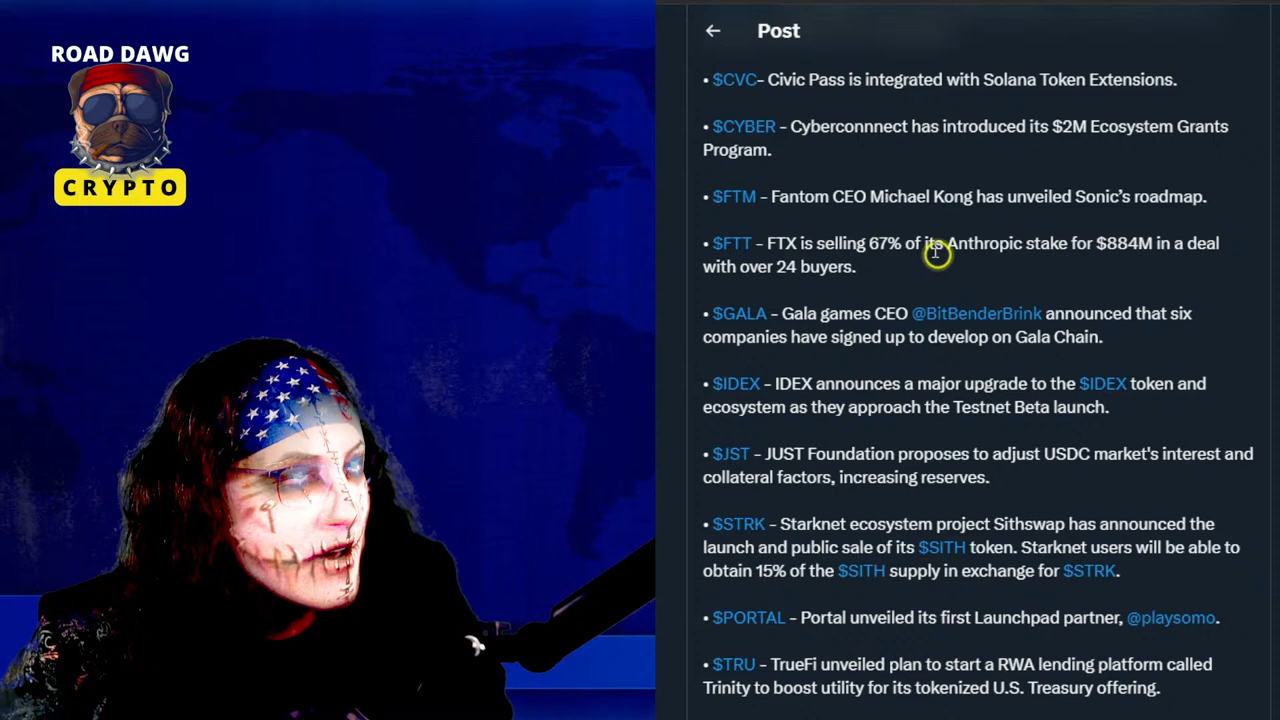 ROAD DAWG
CRYPTO
Post
• $CVC– Civic Pass is integrated with Solana Token Extensions.
• $CYBER – Cyberconnnect has introduced its $2M Ecosystem Grants
Program.
• $FTM – Fantom CEO Michael Kong has unveiled Sonic’s roadmap.
• $FTT – FTX is selling 67% of its Anthropic stake for $884M in a deal
with over 24 buyers.
• $GALA – Gala games CEO @BitBenderBrink announced that six
companies have signed up to develop on Gala Chain.
• $IDEX – IDEX announces a major upgrade to the $IDEX token and
ecosystem as they approach the Testnet Beta launch.
• $JST – JUST Foundation proposes to adjust USDC market's interest and
collateral factors, increasing reserves.
• $STRK – Starknet ecosystem project Sithswap has announced the
launch and public sale of its $SITH token. Starknet users will be able to
obtain 15% of the $SITH supply in exchange for $STRK.
• $PORTAL – Portal unveiled its first Launchpad partner, @playsomo.
• $TRU – TrueFi unveiled plan to start a RWA lending platform called
Trinity to boost utility for its tokenized U.S. Treasury offering.